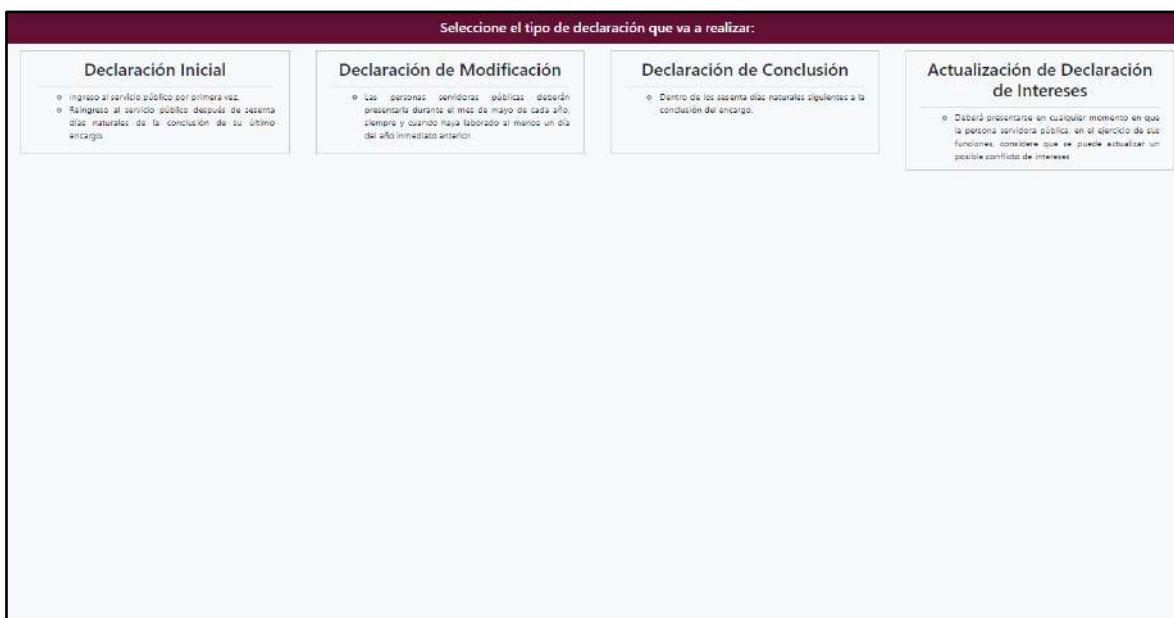 Seleccione el tipo de declaración que va a realizar:
Declaración Inicial
Ingreso al servicio público por primera vez.
Reingreso al servicio público después de sesenta
días naturales de la conclusión de su último
encargo.
Declaración de Modificación
Las personas servidoras públicas deberán
presentarla durante el mes de mayo de cada año,
siempre y cuando haya laborado al menos un día
del año inmediato anterior.
Declaración de Conclusión
Dentro de los sesenta días naturales siguientes a la
conclusión del encargo.
Actualización de Declaración
de Intereses
Deberá presentarse en cualquier momento en que
la persona servidora pública, en el ejercicio de sus
funciones, considere que se puede actualizar un
posible conflicto de intereses